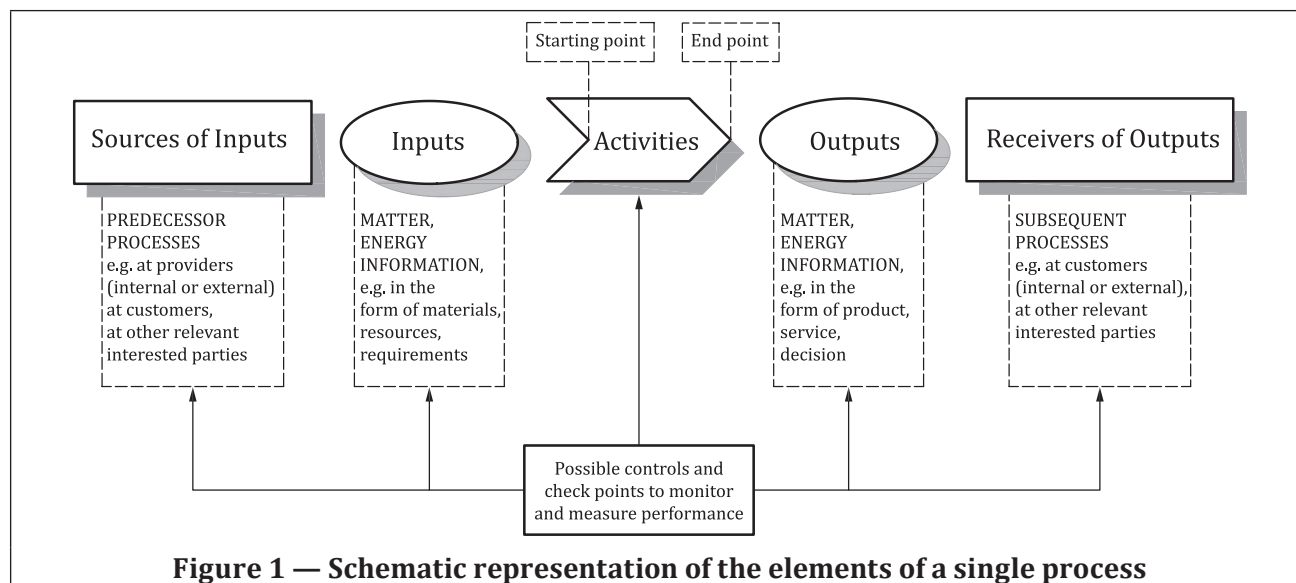 Starting point
End point
Sources of Inputs
Inputs
Activities
Outputs
Receivers of Outputs
PREDECESSOR
PROCESSES
e.g. at providers
(internal or external)
at customers,
at other relevant
interested parties
MATTER,
ENERGY
INFORMATION,
e.g. in the
form of materials,
resources,
requirements
MATTER,
ENERGY
INFORMATION,
e.g. in the
form of product,
service,
decision
SUBSEQUENT
PROCESSES
e.g. at customers
(internal or external),
at other relevant
interested parties
Possible controls and
check points to monitor
and measure performance
Figure 1 — Schematic representation of the elements of a single process